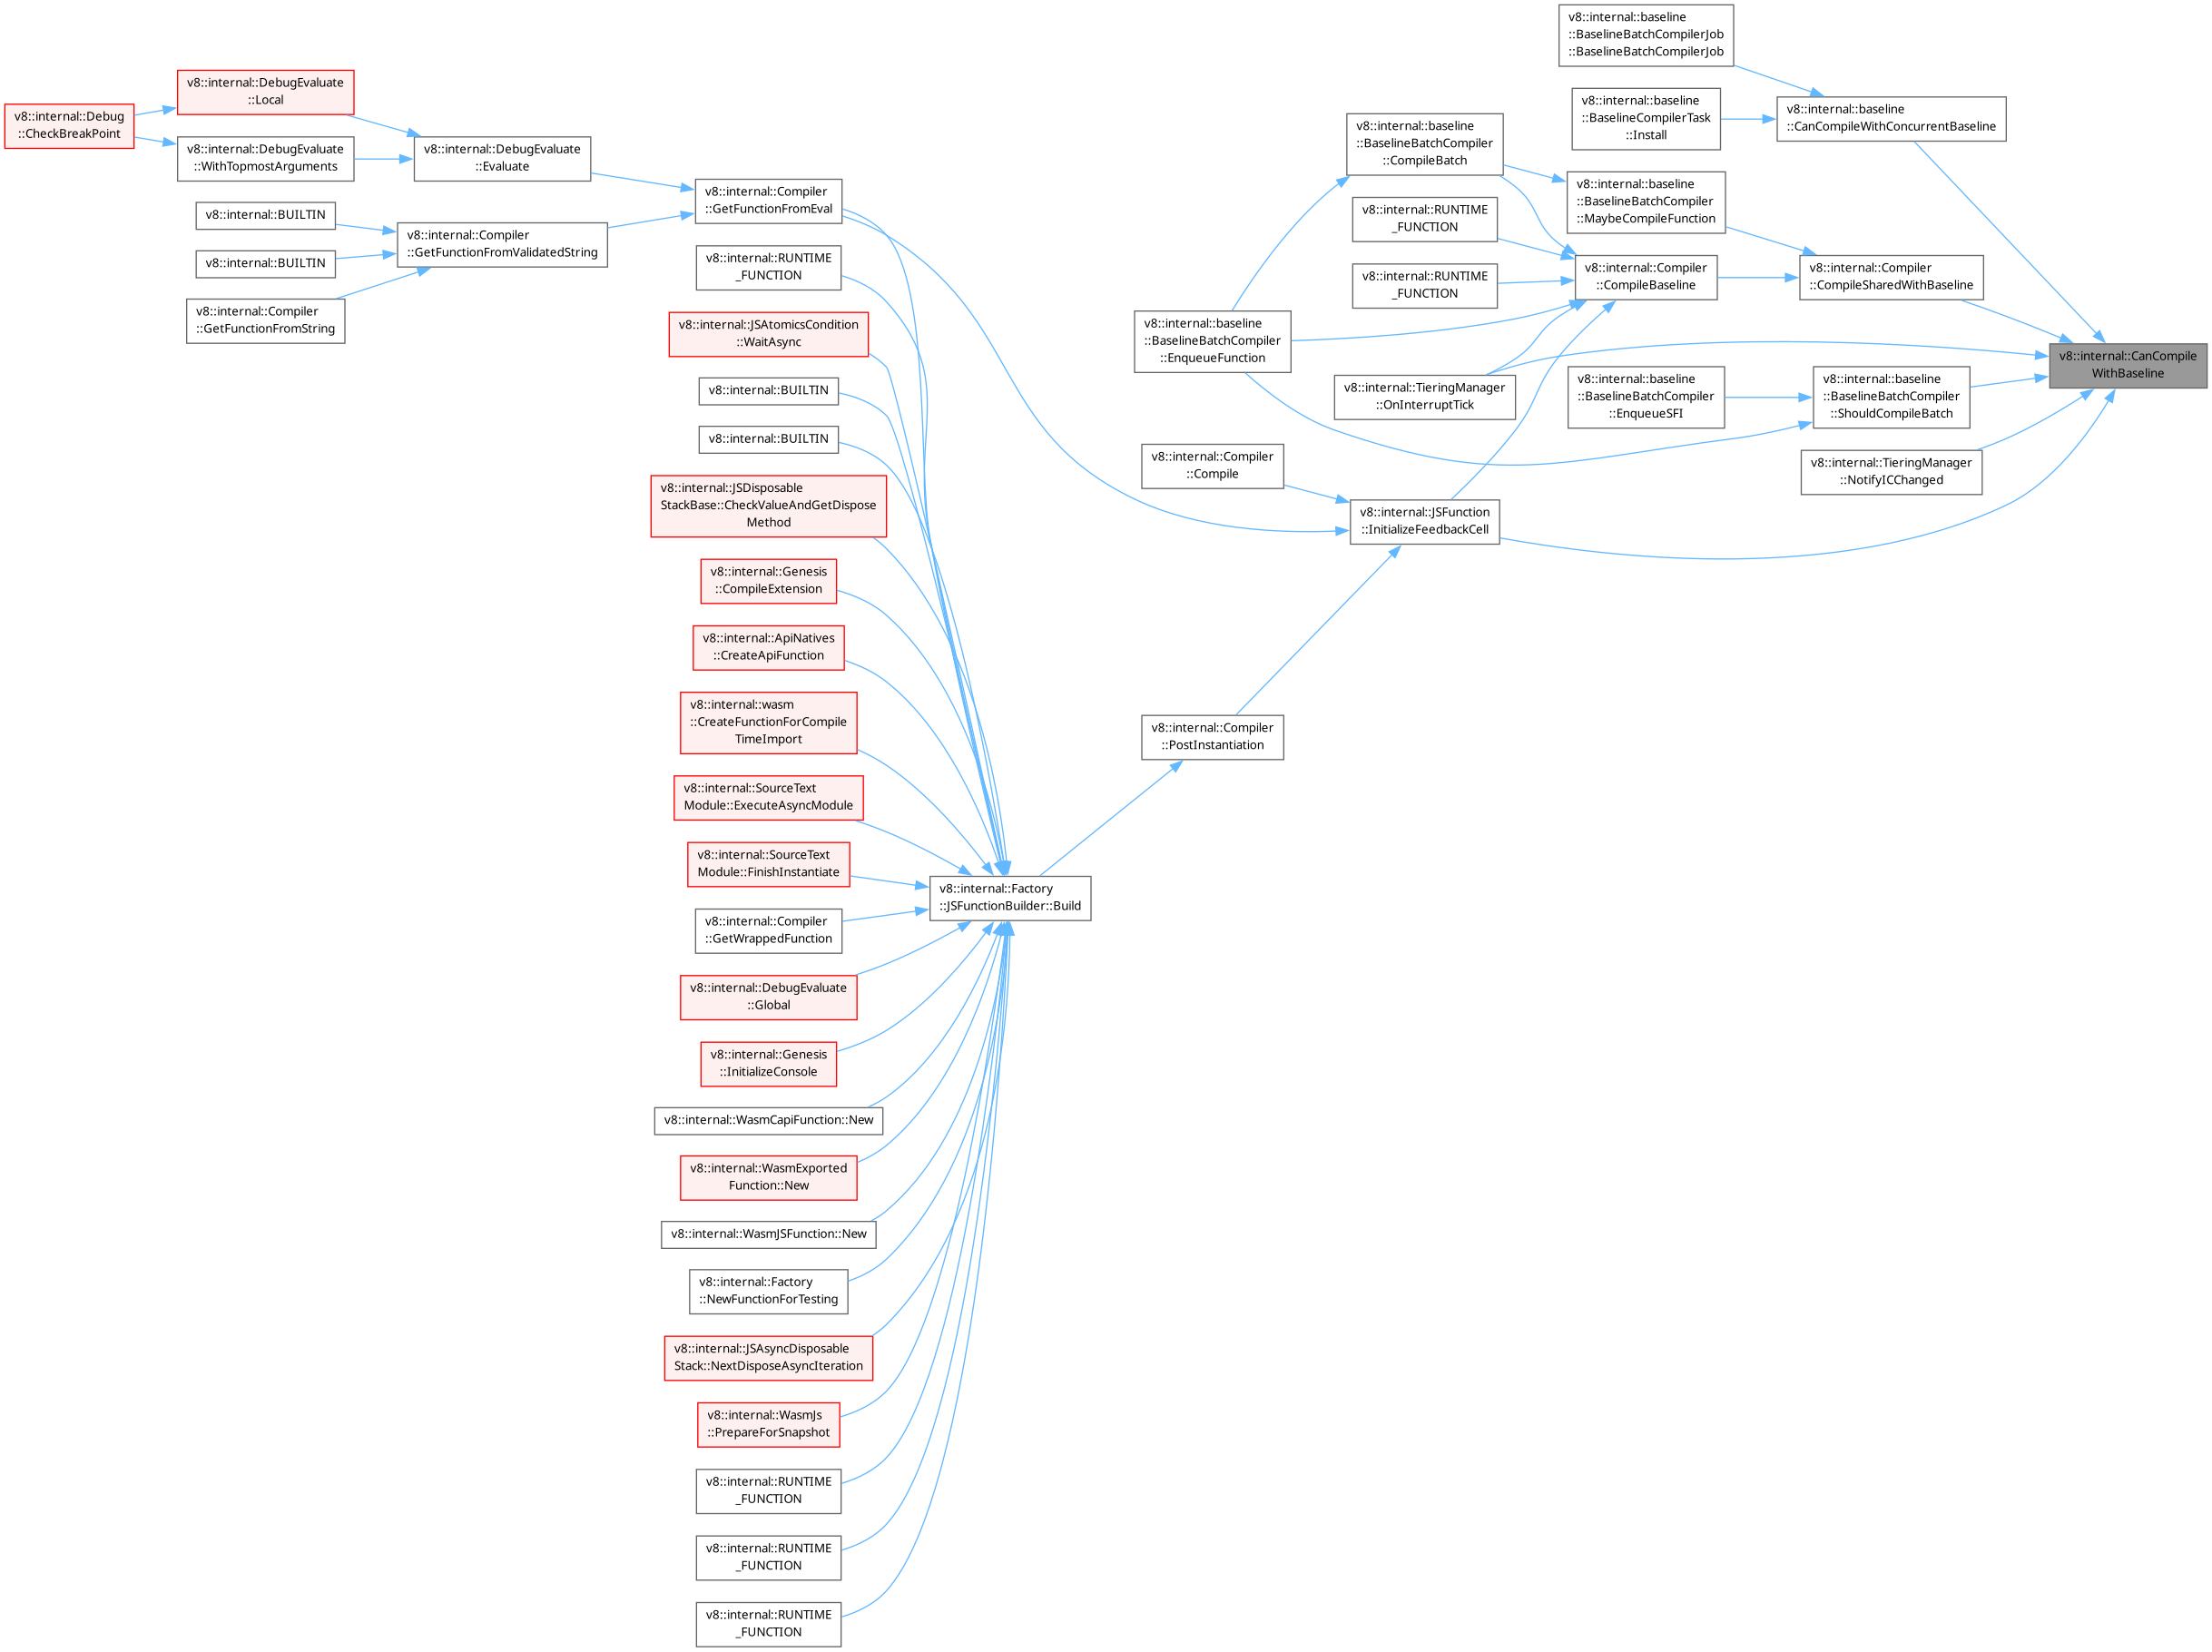 v8::internal::Debug
::CheckBreakPoint
v8::internal::DebugEvaluate
::Local
v8::internal::DebugEvaluate
::WithTopmostArguments
v8::internal::BUILTIN
v8::internal::BUILTIN
v8::internal::Compiler
::GetFunctionFromString
v8::internal::DebugEvaluate
::Evaluate
v8::internal::Compiler
::GetFunctionFromValidatedString
v8::internal::Compiler
::GetFunctionFromEval
v8::internal::RUNTIME
_FUNCTION
v8::internal::JSAtomicsCondition
::WaitAsync
v8::internal::BUILTIN
v8::internal::BUILTIN
v8::internal::JSDisposable
StackBase::CheckValueAndGetDispose
Method
v8::internal::Genesis
::CompileExtension
v8::internal::ApiNatives
::CreateApiFunction
v8::internal::wasm
::CreateFunctionForCompile
TimeImport
v8::internal::SourceText
Module::ExecuteAsyncModule
v8::internal::SourceText
Module::FinishInstantiate
v8::internal::Compiler
::GetWrappedFunction
v8::internal::DebugEvaluate
::Global
v8::internal::Genesis
::InitializeConsole
v8::internal::WasmCapiFunction::New
v8::internal::WasmExported
Function::New
v8::internal::WasmJSFunction::New
v8::internal::Factory
::NewFunctionForTesting
v8::internal::JSAsyncDisposable
Stack::NextDisposeAsyncIteration
v8::internal::WasmJs
::PrepareForSnapshot
v8::internal::RUNTIME
_FUNCTION
v8::internal::RUNTIME
_FUNCTION
v8::internal::RUNTIME
_FUNCTION
v8::internal::Factory
::JSFunctionBuilder::Build
v8::internal::baseline
::BaselineBatchCompiler
::EnqueueFunction
v8::internal::Compiler
::Compile
v8::internal::Compiler
::PostInstantiation
v8::internal::baseline
::BaselineBatchCompiler
::CompileBatch
v8::internal::RUNTIME
_FUNCTION
v8::internal::RUNTIME
_FUNCTION
v8::internal::TieringManager
::OnInterruptTick
v8::internal::JSFunction
::InitializeFeedbackCell
v8::internal::baseline
::BaselineBatchCompilerJob
::BaselineBatchCompilerJob
v8::internal::baseline
::BaselineCompilerTask
::Install
v8::internal::baseline
::BaselineBatchCompiler
::MaybeCompileFunction
v8::internal::Compiler
::CompileBaseline
v8::internal::baseline
::BaselineBatchCompiler
::EnqueueSFI
v8::internal::baseline
::CanCompileWithConcurrentBaseline
v8::internal::Compiler
::CompileSharedWithBaseline
v8::internal::baseline
::BaselineBatchCompiler
::ShouldCompileBatch
v8::internal::TieringManager
::NotifyICChanged
v8::internal::CanCompile
WithBaseline